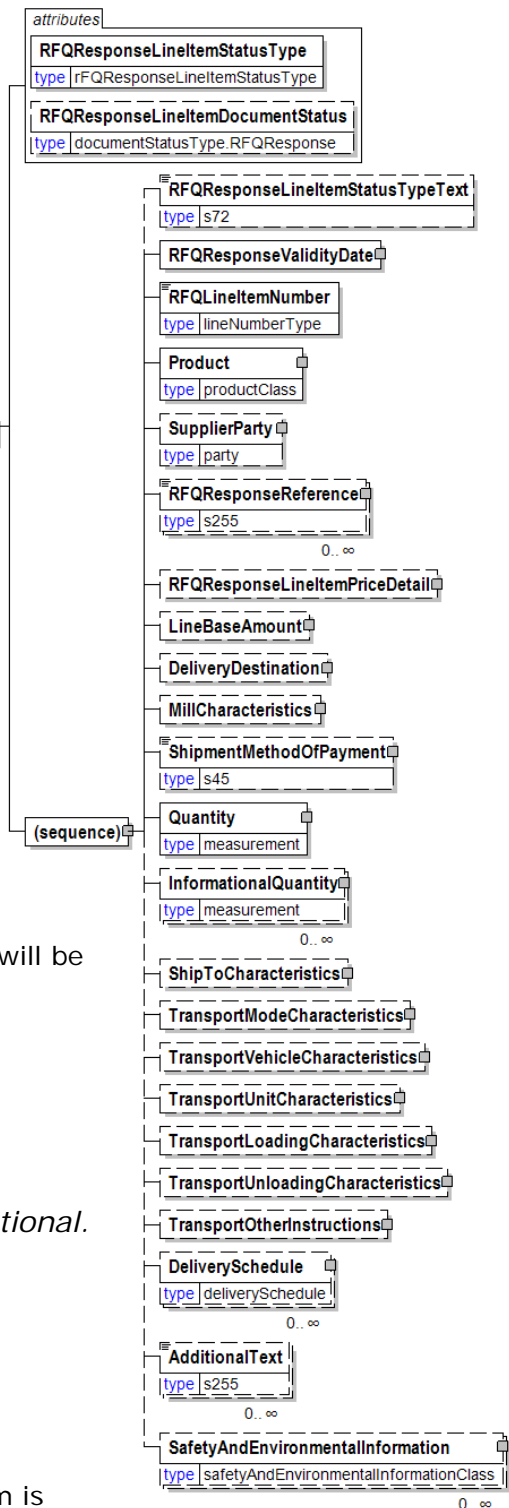 attributes
RFQResponseLineItemStatusType
type rFQResponseLineItemStatusType
RFQResponseLineItemDocumentStatus
type documentStatusType.RFQResponse
RFQResponseLineItemStatusTypeText
type s72
RFQResponseValidityDate
RFQLineItemNumber
type lineNumberType
Product
type productClass
SupplierParty
type party
RFQResponseReference
type s255
0.. ∞
RFQResponseLineItemPriceDetail
LineBaseAmount
DeliveryDestination
MillCharacteristics
ShipmentMethodOfPayment
type s45
(sequence)
Quantity
type measurement
InformationalQuantity
type measurement
0.. ∞
will be
ShipToCharacteristics
TransportModeCharacteristics
TransportVehicleCharacteristics
TransportUnitCharacteristics
TransportLoadingCharacteristics
TransportUnloadingCharacteristics
tional.
TransportOtherInstructions
DeliverySchedule
type deliverySchedule
0.. ∞
AdditionalText
type s255
0.. ∞
SafetyAndEnvironmentalInformation
type safetyAndEnvironmentalInformationClass
n is
0.. ∞